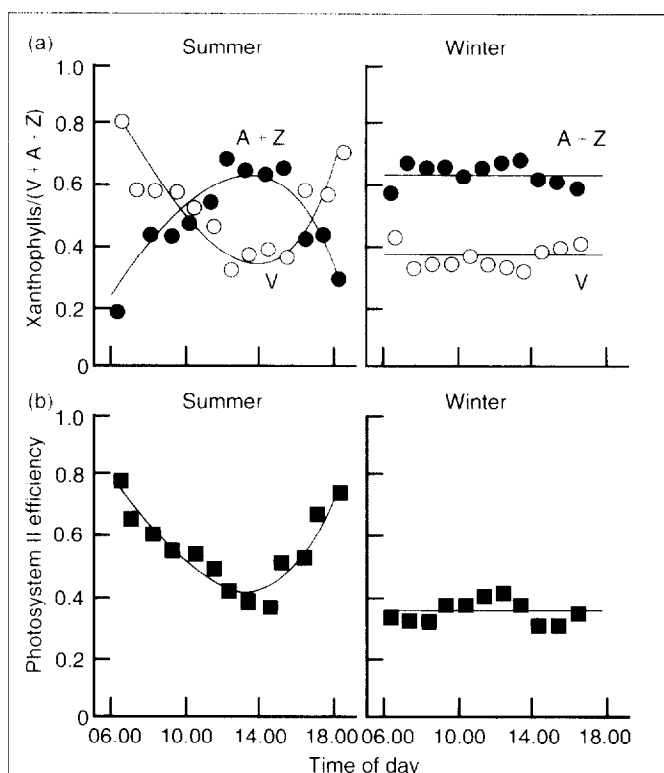 (a)
Summer
Winter
Xanthophylls/(V + A + Z)
1.0
0.8
0.6
0.4
0.2
0
A + Z
V
A - Z
V
(b)
Summer
Winter
Photosystem II efficiency
1.0
0.8
0.6
0.4
0.2
0
06.00 10.00 14.00 18.00 06.00 10.00 14.00 18.00
Time of day